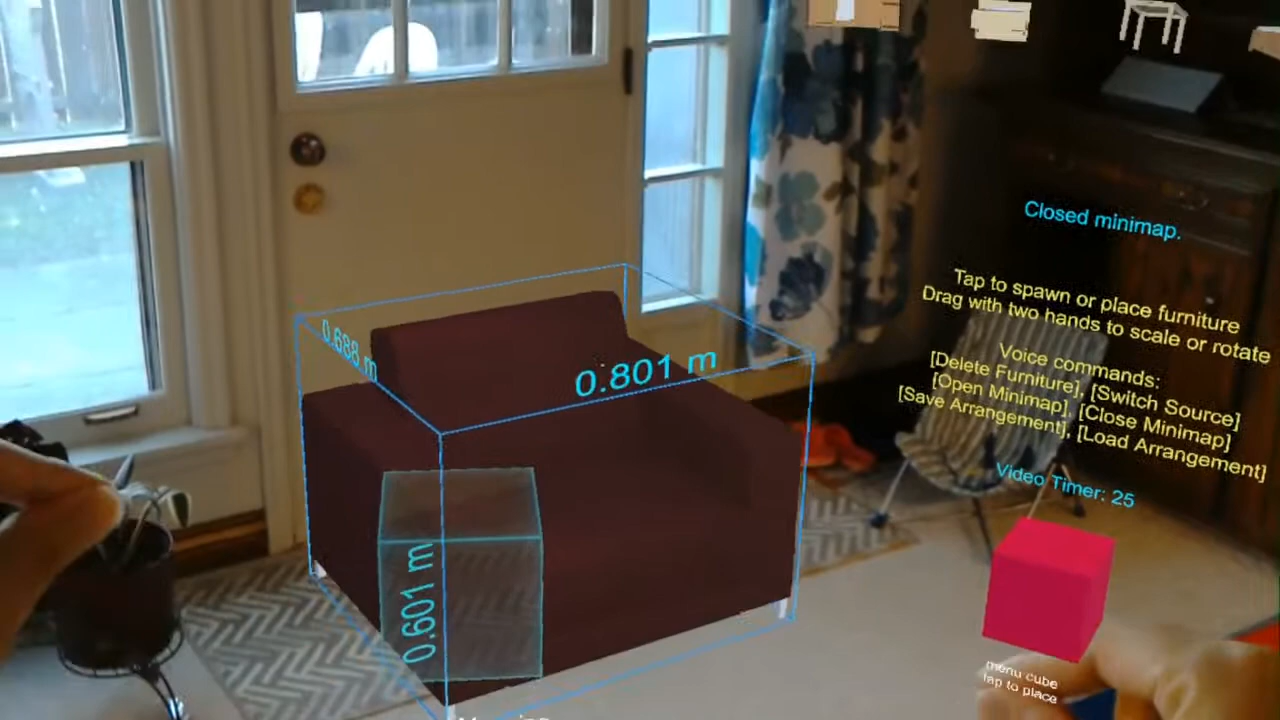 Closed minimap.
Tap to spawn or place furniture
Drag with two hands to scale or rotate
Voice commands:
[Delete Furniture], [Switch Source]
[Open Minimap], [Close Minimap]
[Save Arrangement], [Load Arrangement]
Video Timer: 25
0.688 m
0.801 m
0.601 m
menu cube
tap to place